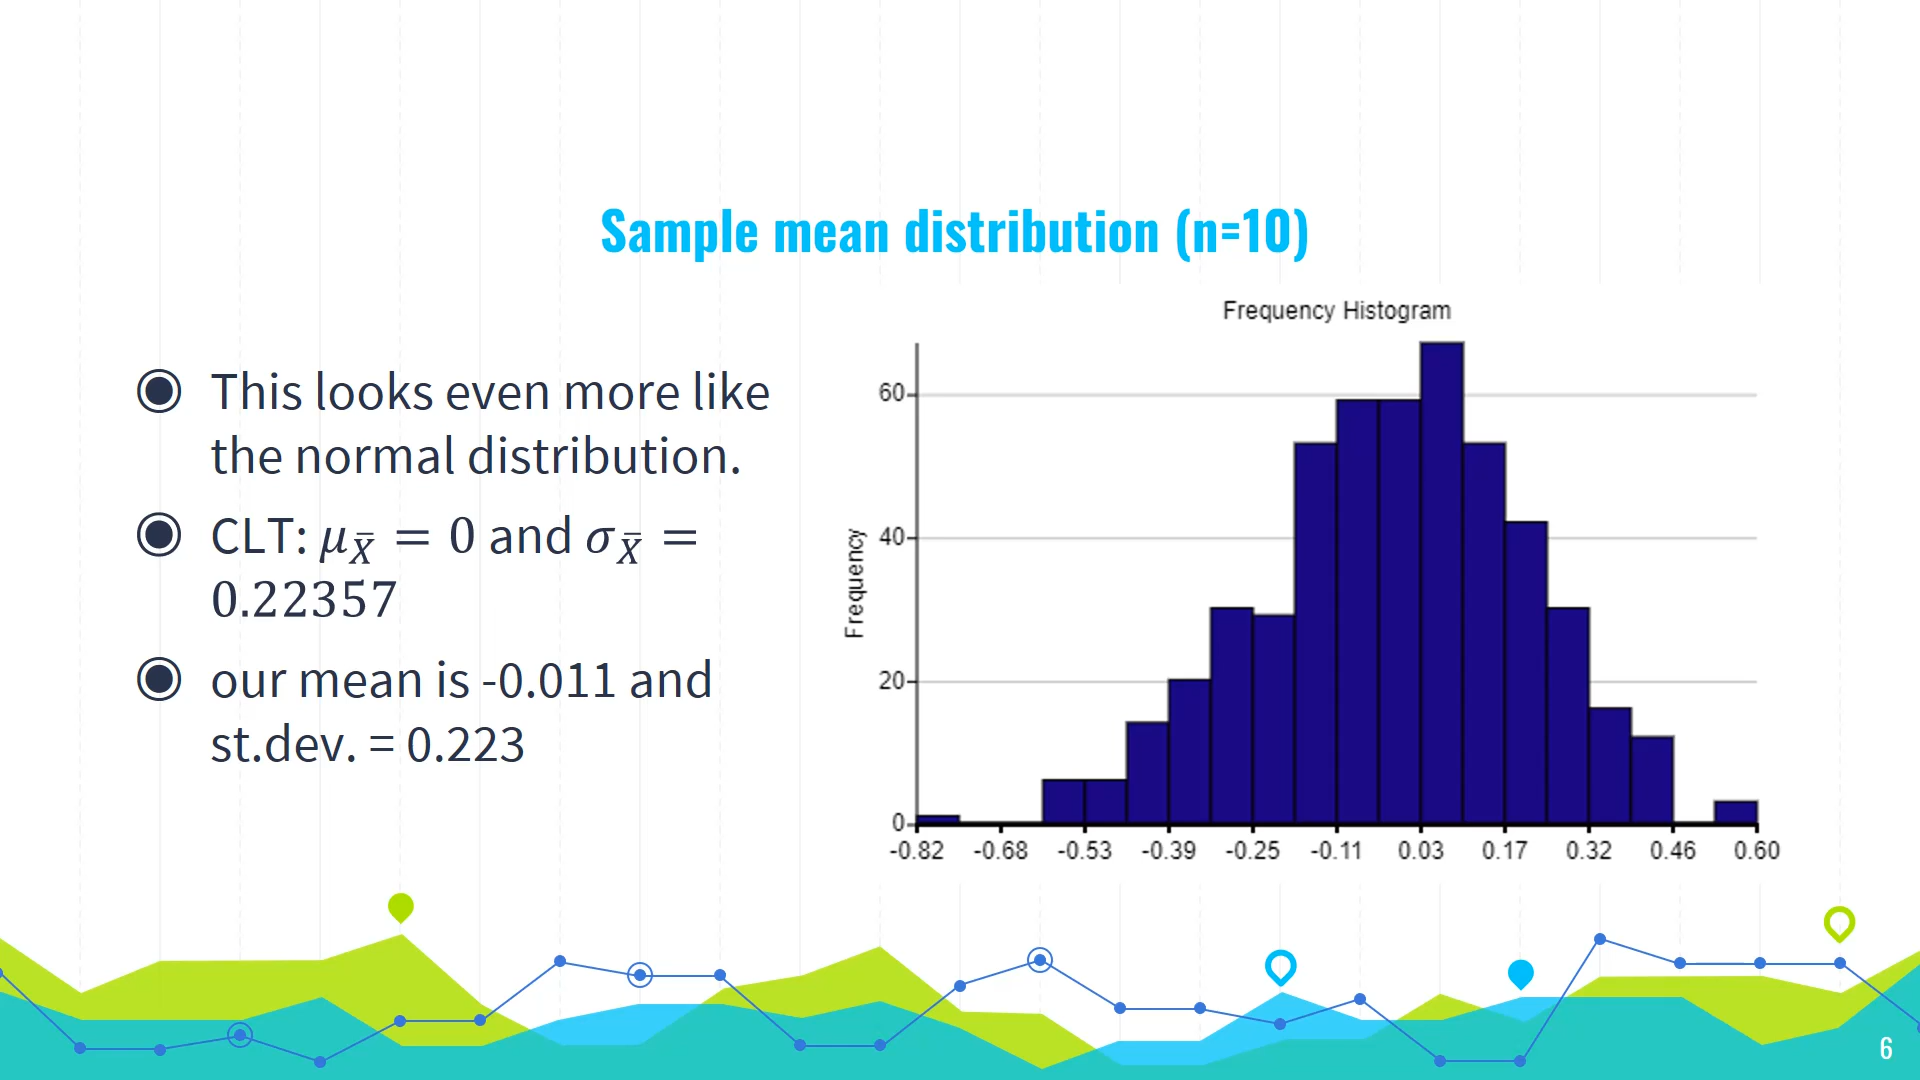 Sample mean distribution (n=10)
This looks even more like
the normal distribution.
CLT: μ_X̄ = 0 and σ_X̄ =
0.22357
our mean is -0.011 and
st.dev. = 0.223
Frequency Histogram
Frequency
60
40
20
0
-0.82 -0.68 -0.53 -0.39 -0.25 -0.11 0.03 0.17 0.32 0.46 0.60
6